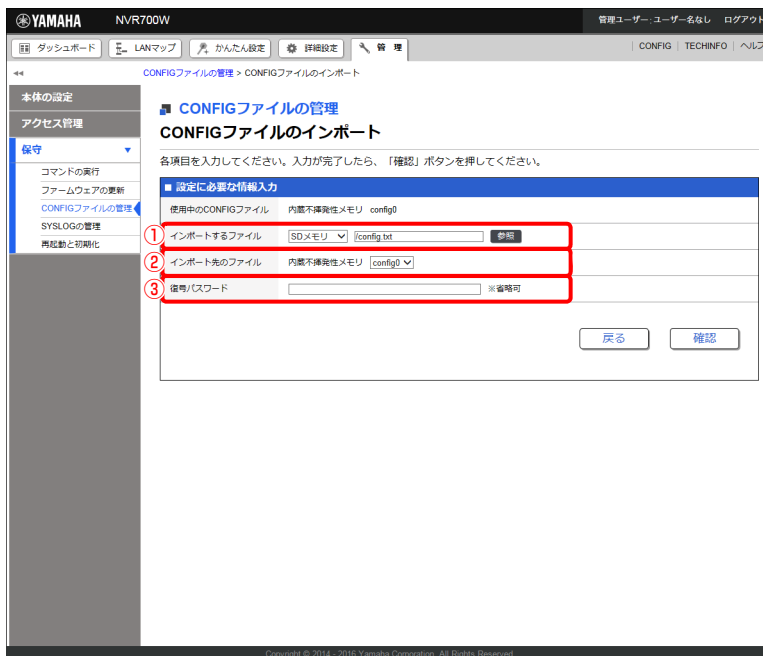 YAMAHA NVR700W 管理ユーザー:ユーザー名なし ログアウト
ダッシュボード LANマップ かんたん設定 詳細設定 管 理 | CONFIG | TECHINFO | ヘルプ
◂◂ CONFIGファイルの管理 > CONFIGファイルのインポート
本体の設定
アクセス管理
保守 ▼
コマンドの実行
ファームウェアの更新
CONFIGファイルの管理
SYSLOGの管理
再起動と初期化
CONFIGファイルの管理
CONFIGファイルのインポート
各項目を入力してください。入力が完了したら、「確認」ボタンを押してください。
■ 設定に必要な情報入力
使用中のCONFIGファイル 内蔵不揮発性メモリ config0
① インポートするファイル SDメモリ /config.txt 参照
② インポート先のファイル 内蔵不揮発性メモリ config0
③ 復号パスワード ※省略可
戻る 確認
Copyright © 2014 - 2016 Yamaha Corporation. All Rights Reserved.